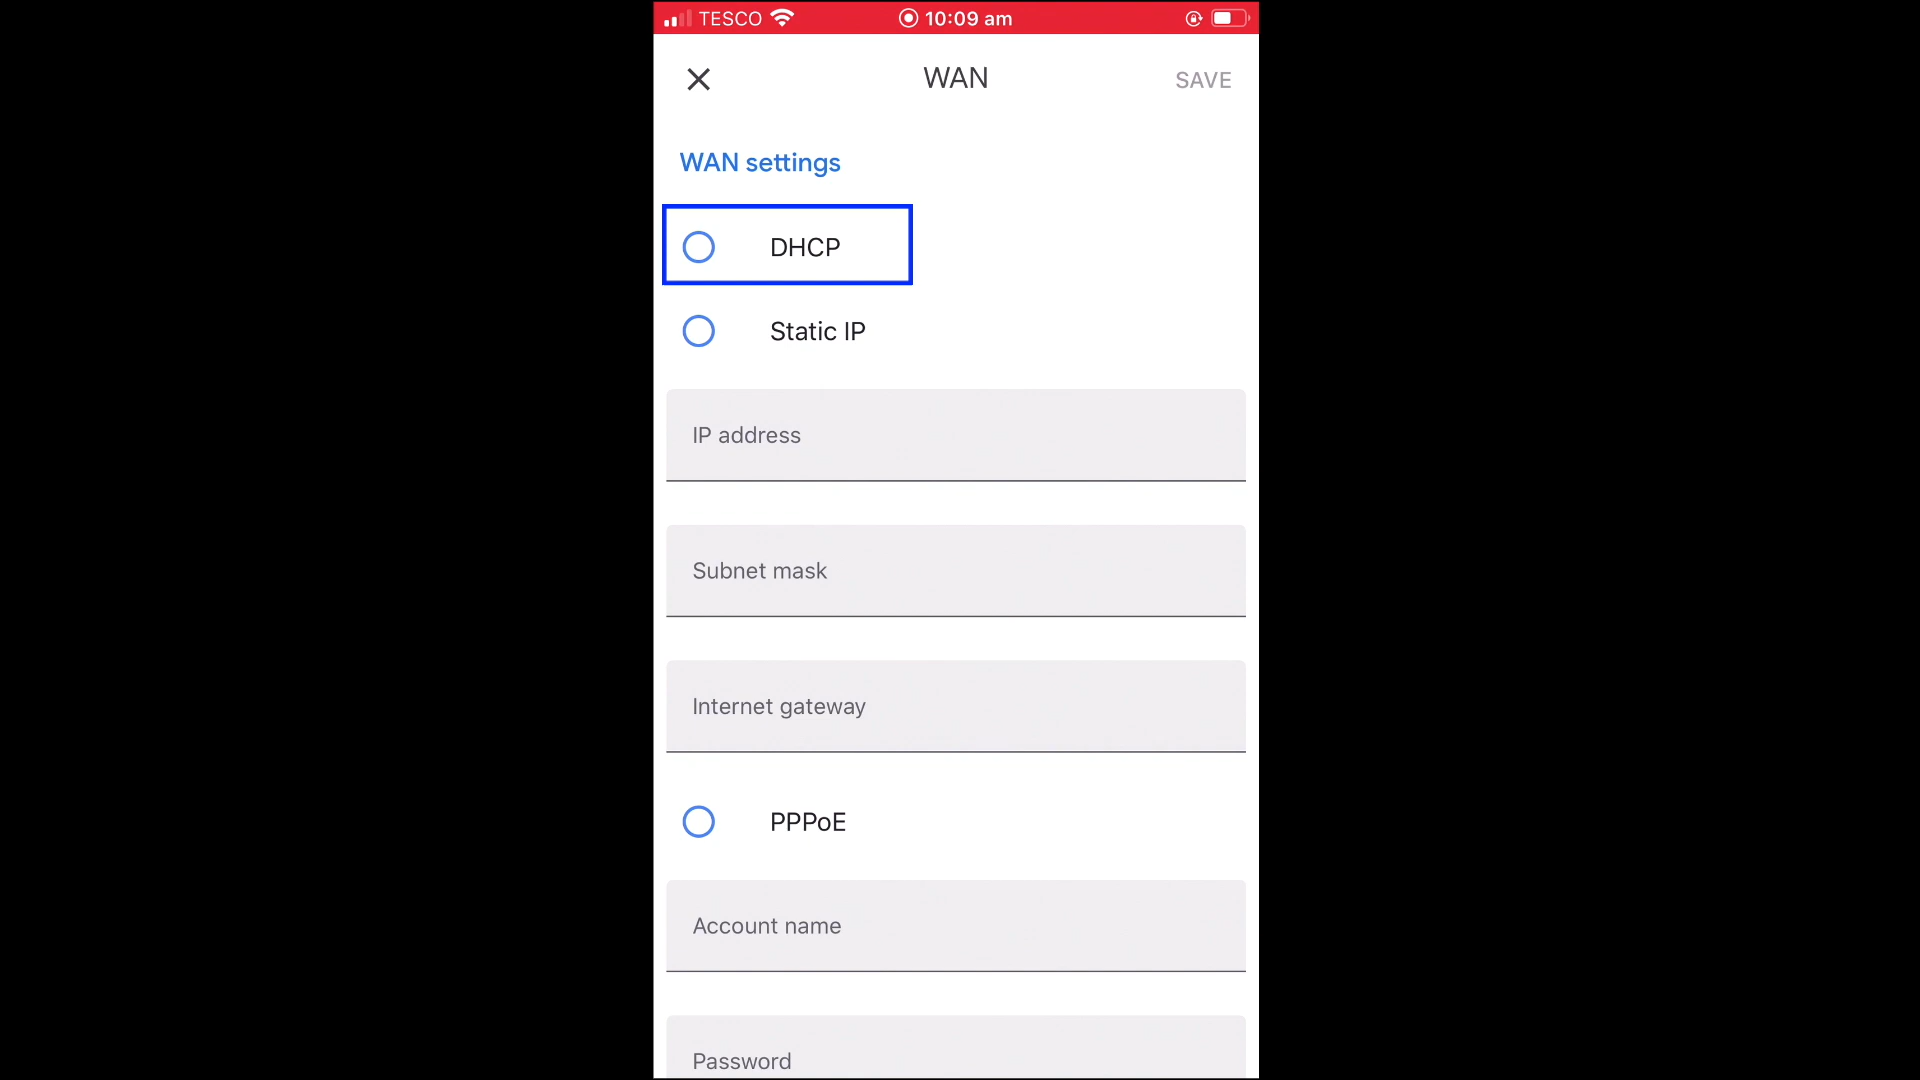 TESCO 10:09 am
WAN
SAVE
WAN settings
DHCP
Static IP
IP address
Subnet mask
Internet gateway
PPPoE
Account name
Password